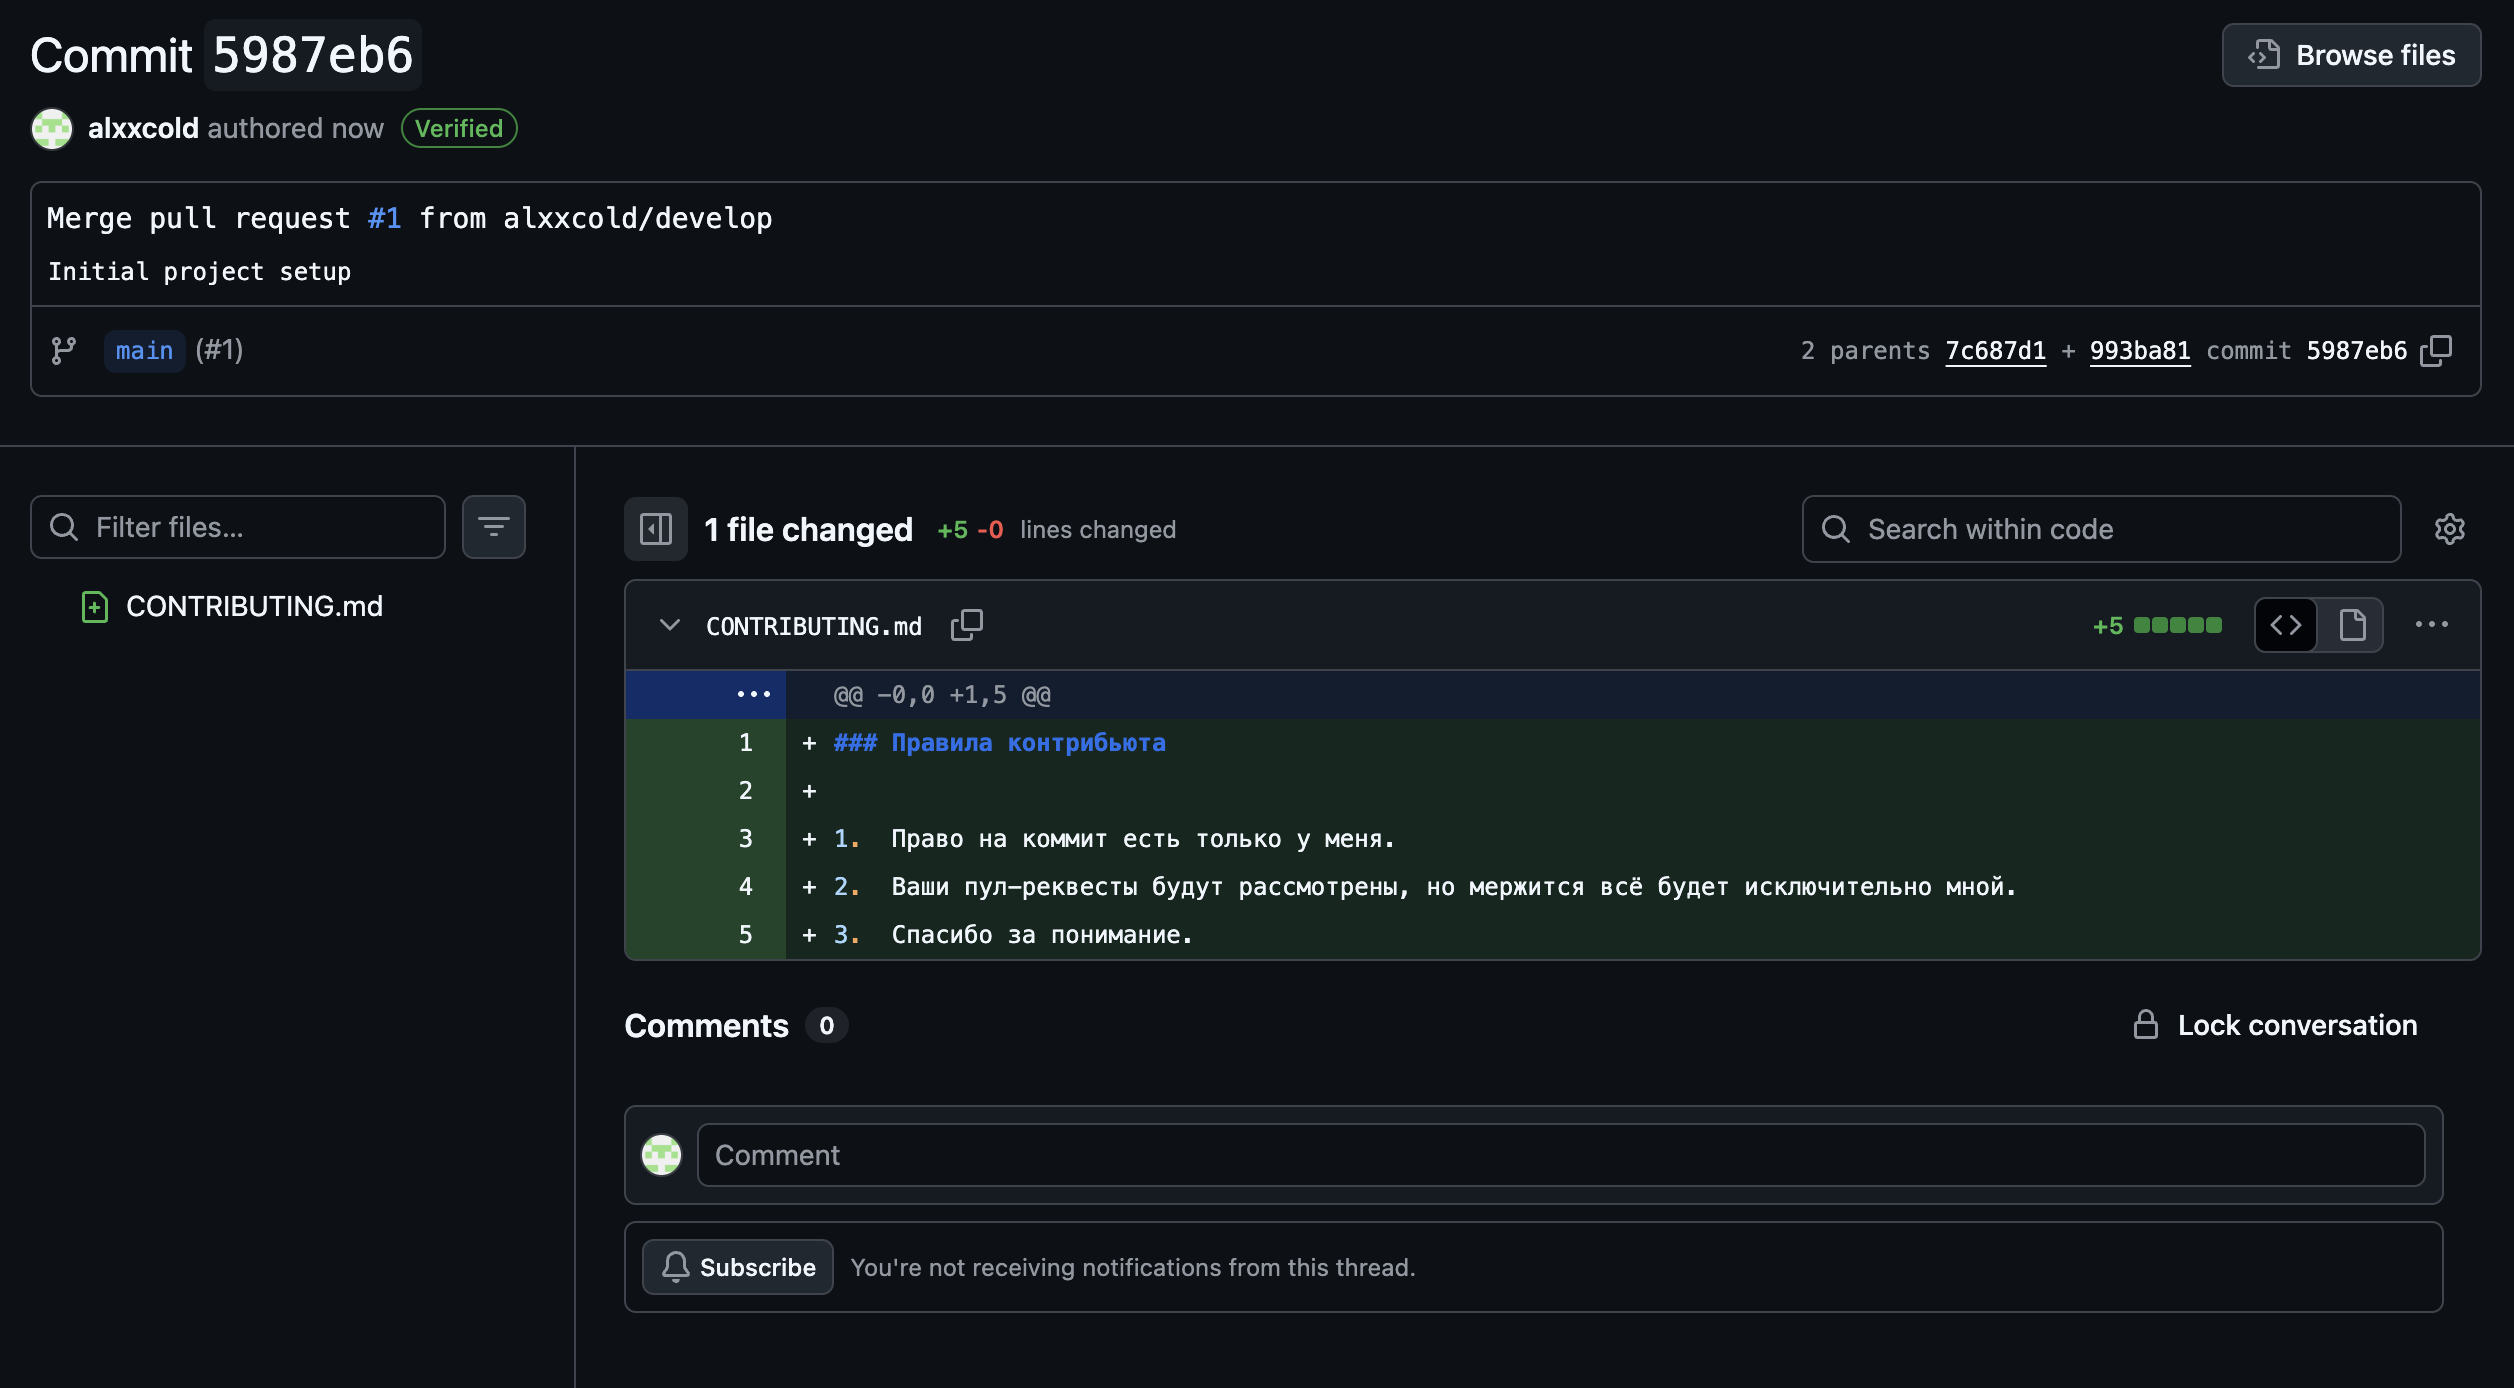 Commit 5987eb6
Browse files
alxxcold authored now Verified
Merge pull request #1 from alxxcold/develop
Initial project setup
main (#1)
2 parents 7c687d1 + 993ba81 commit 5987eb6
Filter files...
CONTRIBUTING.md
1 file changed +5 -0 lines changed
Search within code
CONTRIBUTING.md
+5
@@ -0,0 +1,5 @@
1 + ### Правила контрибьюта
2 +
3 + 1. Право на коммит есть только у меня.
4 + 2. Ваши пул-реквесты будут рассмотрены, но мержится всё будет исключительно мной.
5 + 3. Спасибо за понимание.
Comments 0
Lock conversation
Comment
Subscribe You're not receiving notifications from this thread.